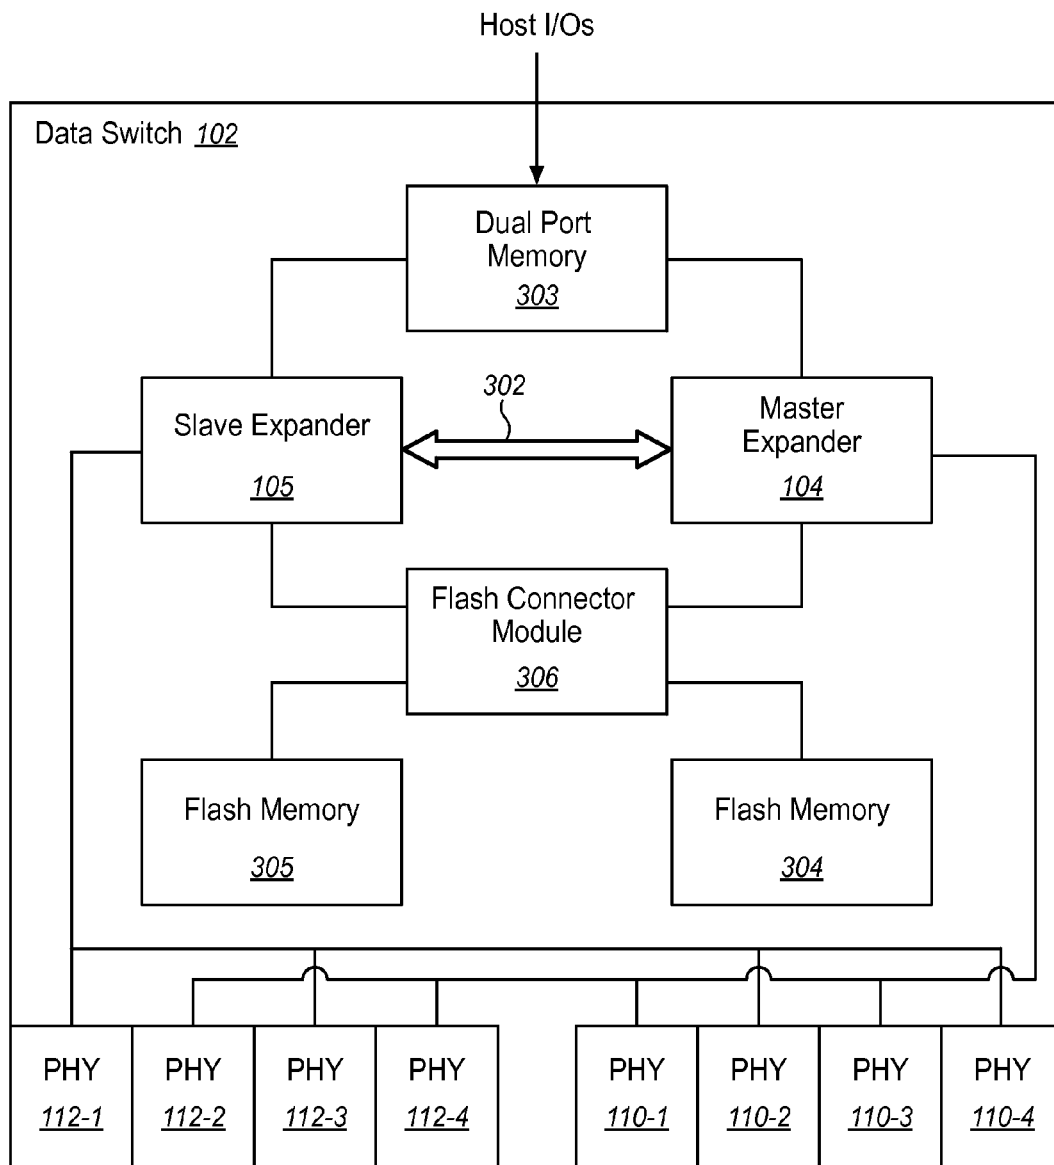 Host I/Os
Data Switch 102
Dual Port
Memory
303
302
Slave Expander
105
Master
Expander
104
Flash Connector
Module
306
Flash Memory
305
Flash Memory
304
PHY
112-1
PHY
112-2
PHY
112-3
PHY
112-4
PHY
110-1
PHY
110-2
PHY
110-3
PHY
110-4